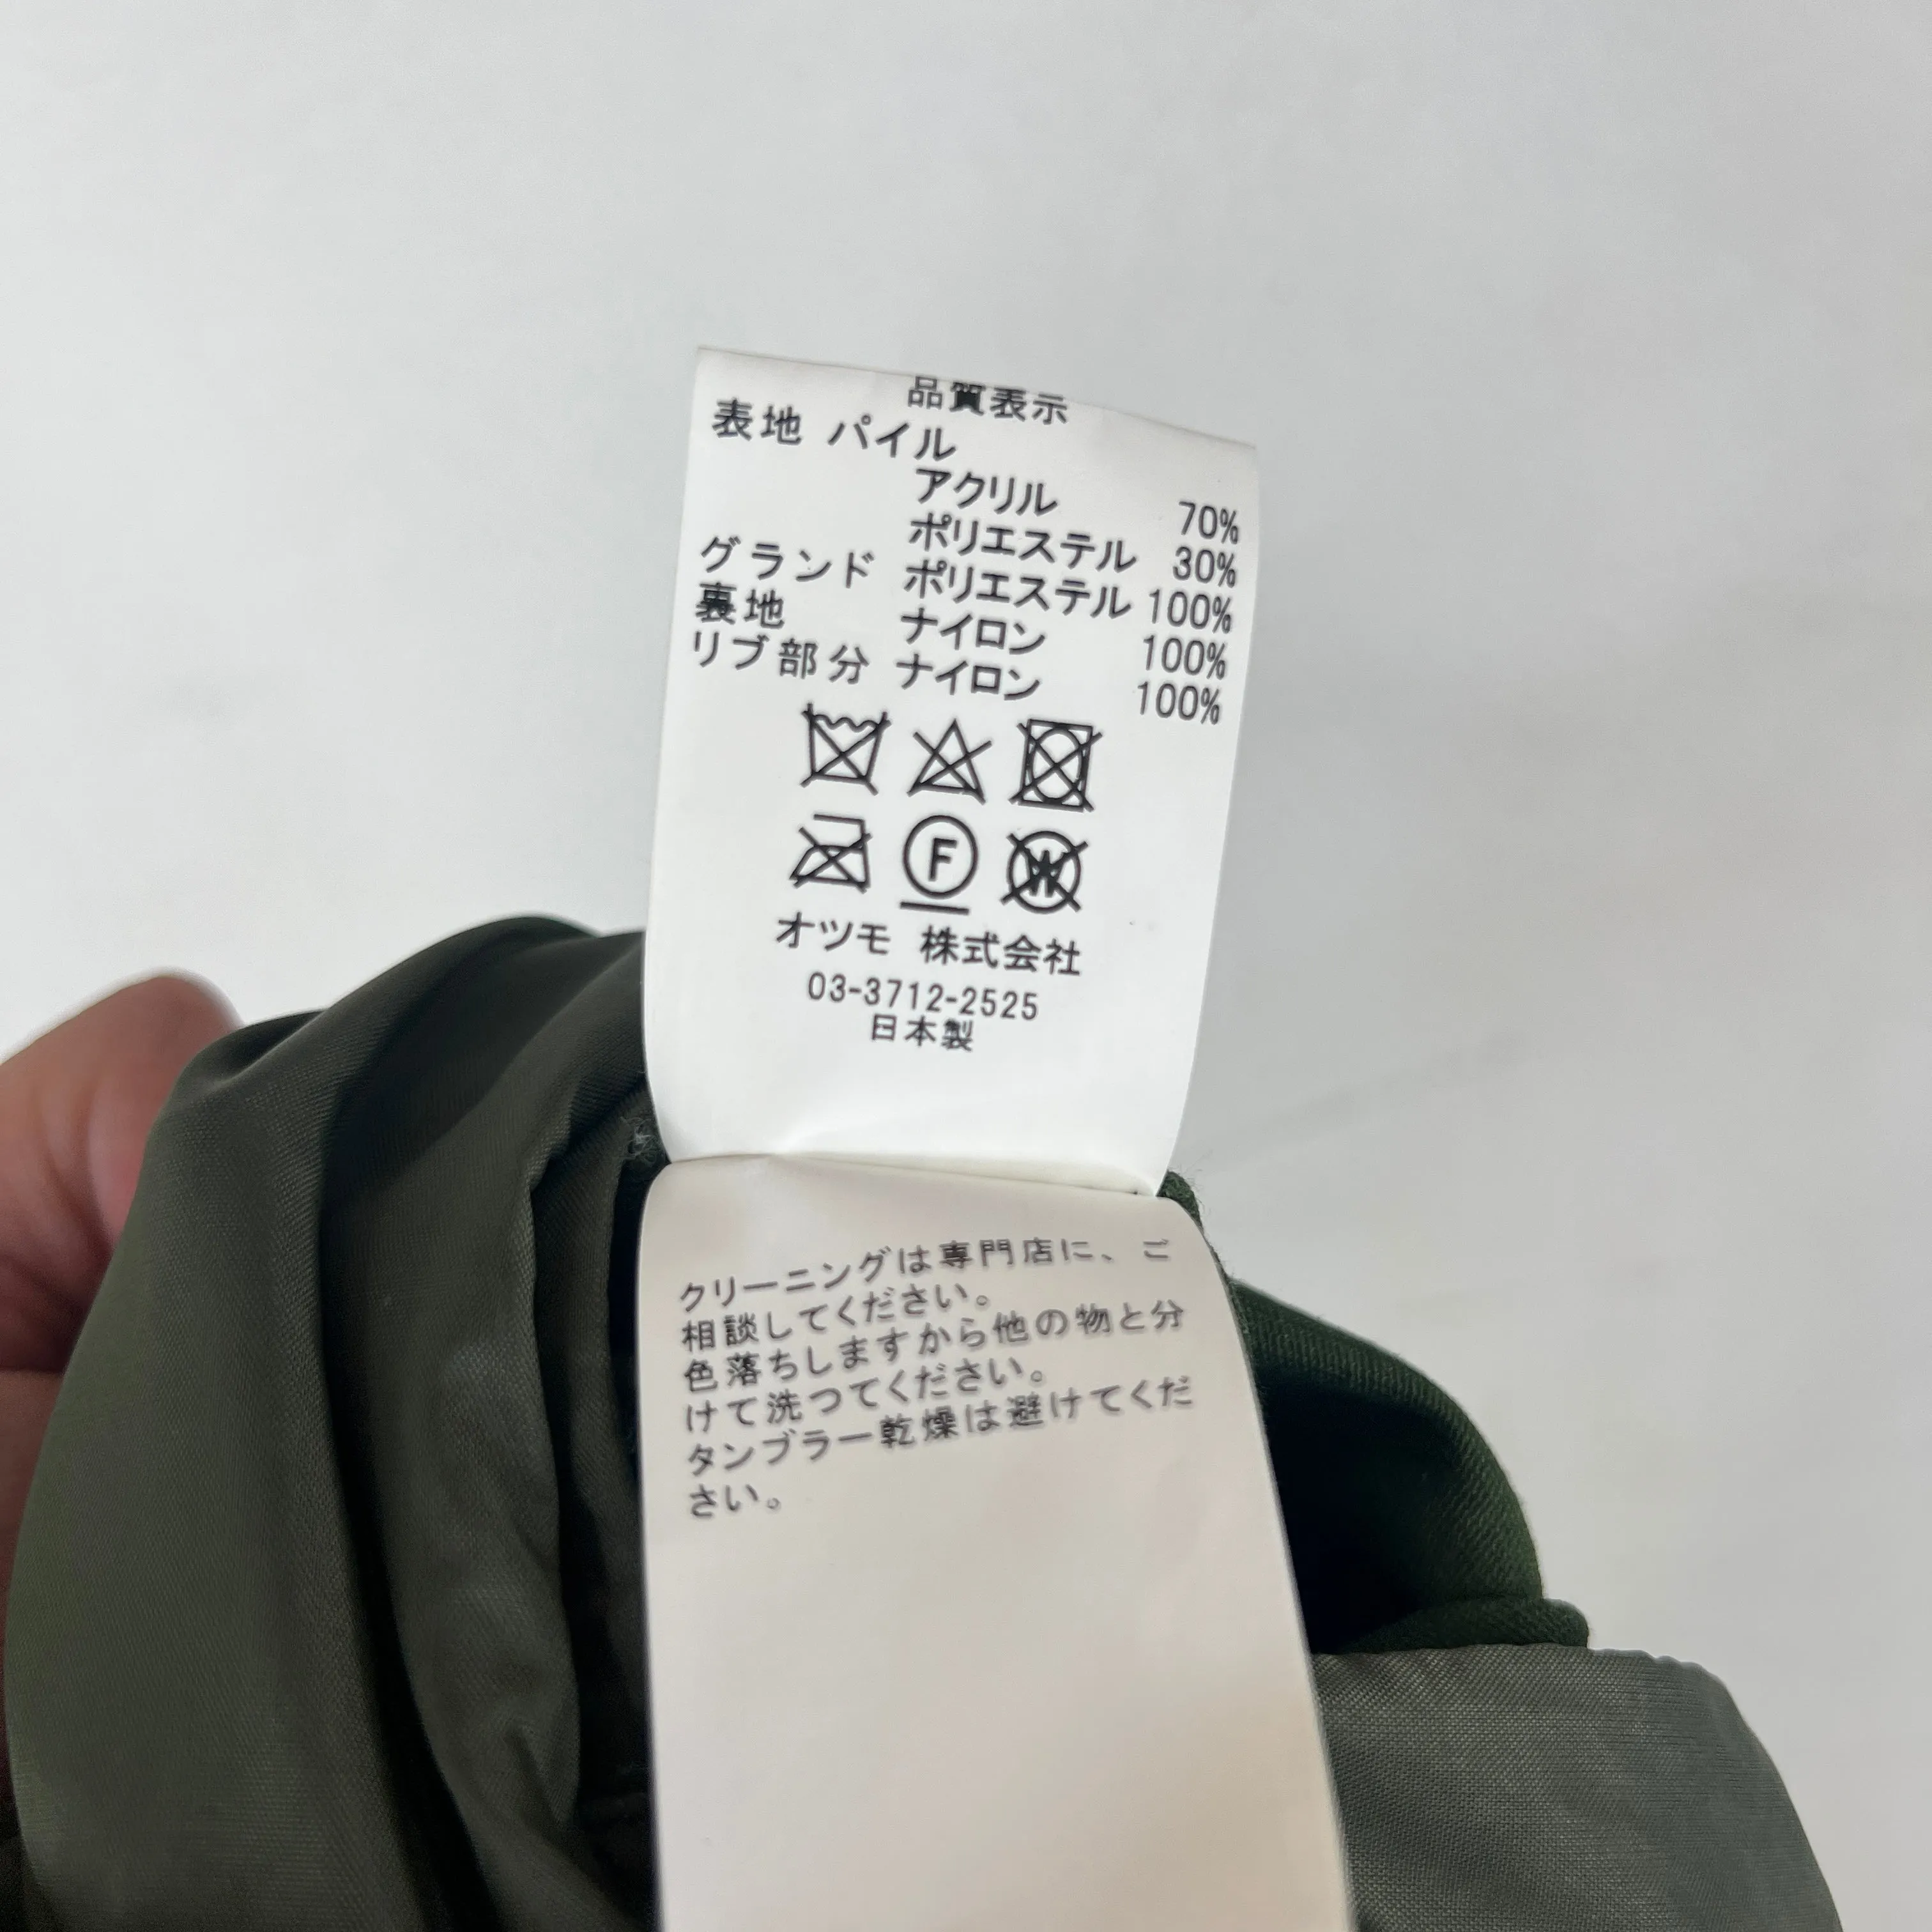 品質表示
表地 パイル
アクリル 70%
ポリエステル 30%
グランド ポリエステル 100%
裏地 ナイロン 100%
リブ部分 ナイロン 100%
F W
オツモ 株式会社
03-3712-2525
日本製
クリーニングは専門店に、ご
相談してください。
色落ちしますから他の物と分
けて洗つてください。
タンブラー乾燥は避けてくだ
さい。